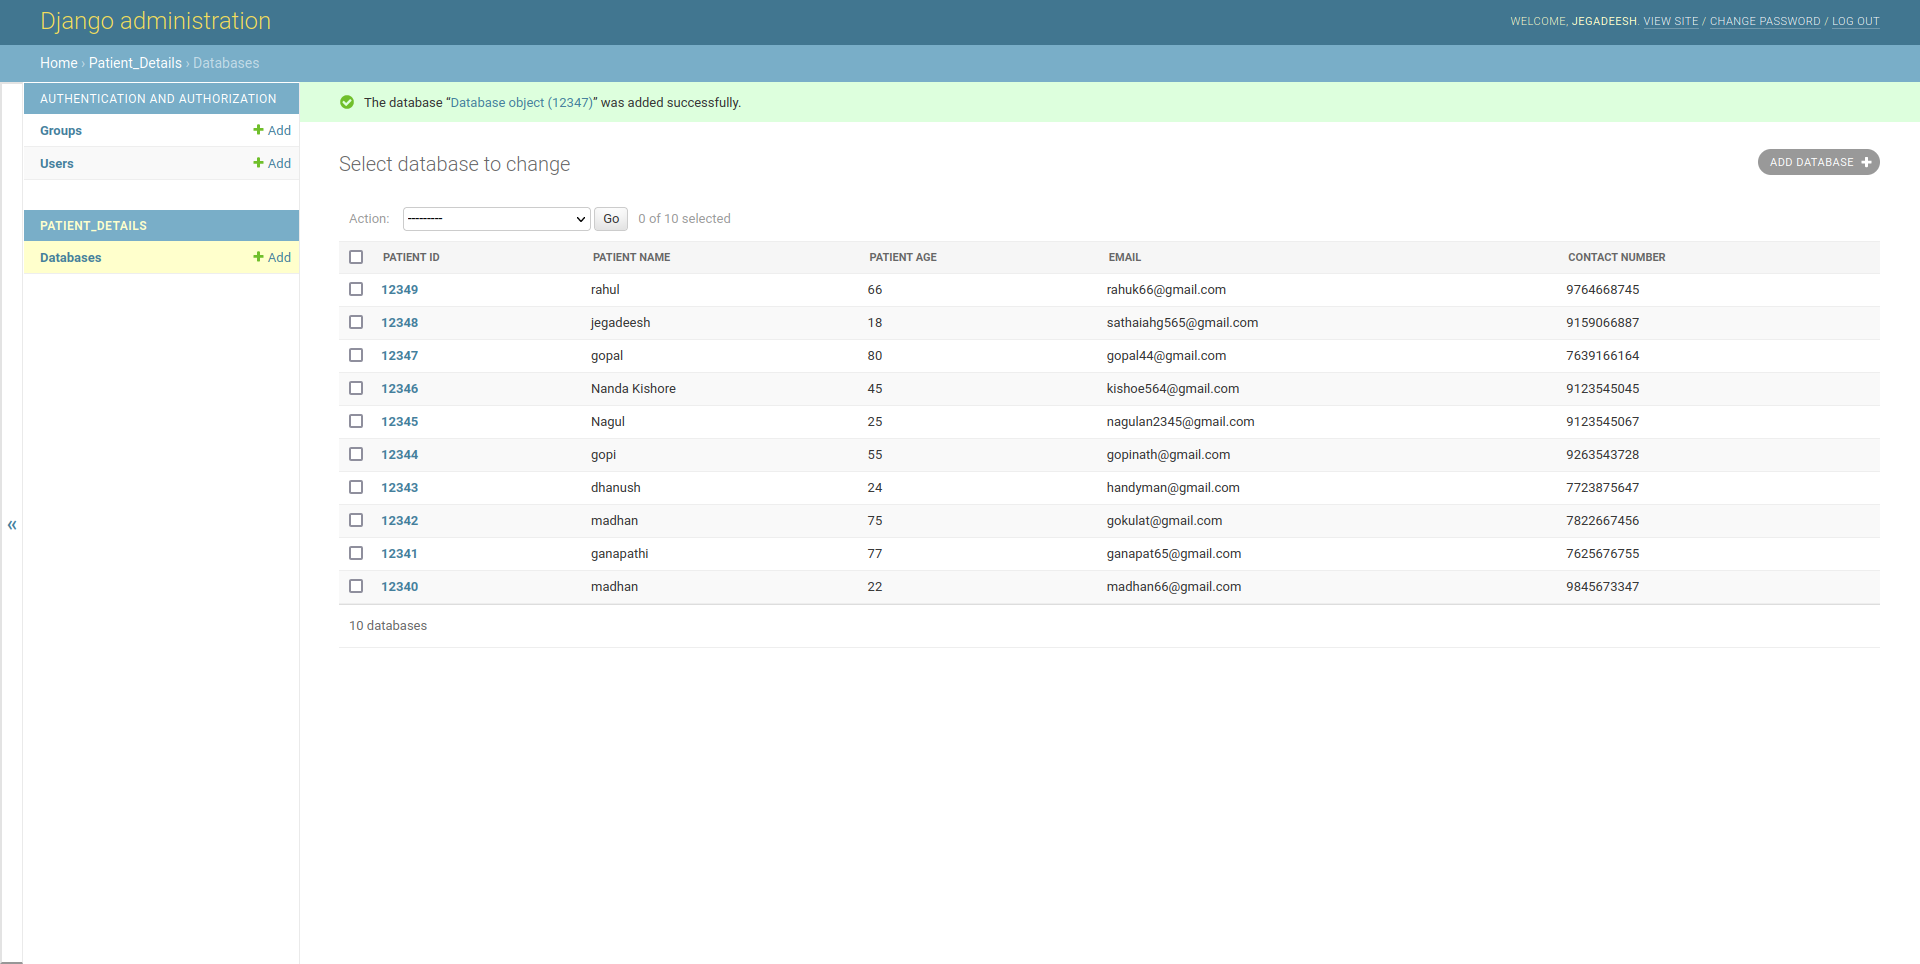 Django administration
WELCOME, JEGADEESH. VIEW SITE / CHANGE PASSWORD / LOG OUT
Home › Patient_Details › Databases
AUTHENTICATION AND AUTHORIZATION
Groups + Add
Users + Add
PATIENT_DETAILS
Databases + Add
«
The database “Database object (12347)” was added successfully.
Select database to change
ADD DATABASE +
Action: --------- Go 0 of 10 selected
PATIENT ID PATIENT NAME PATIENT AGE EMAIL CONTACT NUMBER
12349 rahul 66 rahuk66@gmail.com 9764668745
12348 jegadeesh 18 sathaiahg565@gmail.com 9159066887
12347 gopal 80 gopal44@gmail.com 7639166164
12346 Nanda Kishore 45 kishoe564@gmail.com 9123545045
12345 Nagul 25 nagulan2345@gmail.com 9123545067
12344 gopi 55 gopinath@gmail.com 9263543728
12343 dhanush 24 handyman@gmail.com 7723875647
12342 madhan 75 gokulat@gmail.com 7822667456
12341 ganapathi 77 ganapat65@gmail.com 7625676755
12340 madhan 22 madhan66@gmail.com 9845673347
10 databases